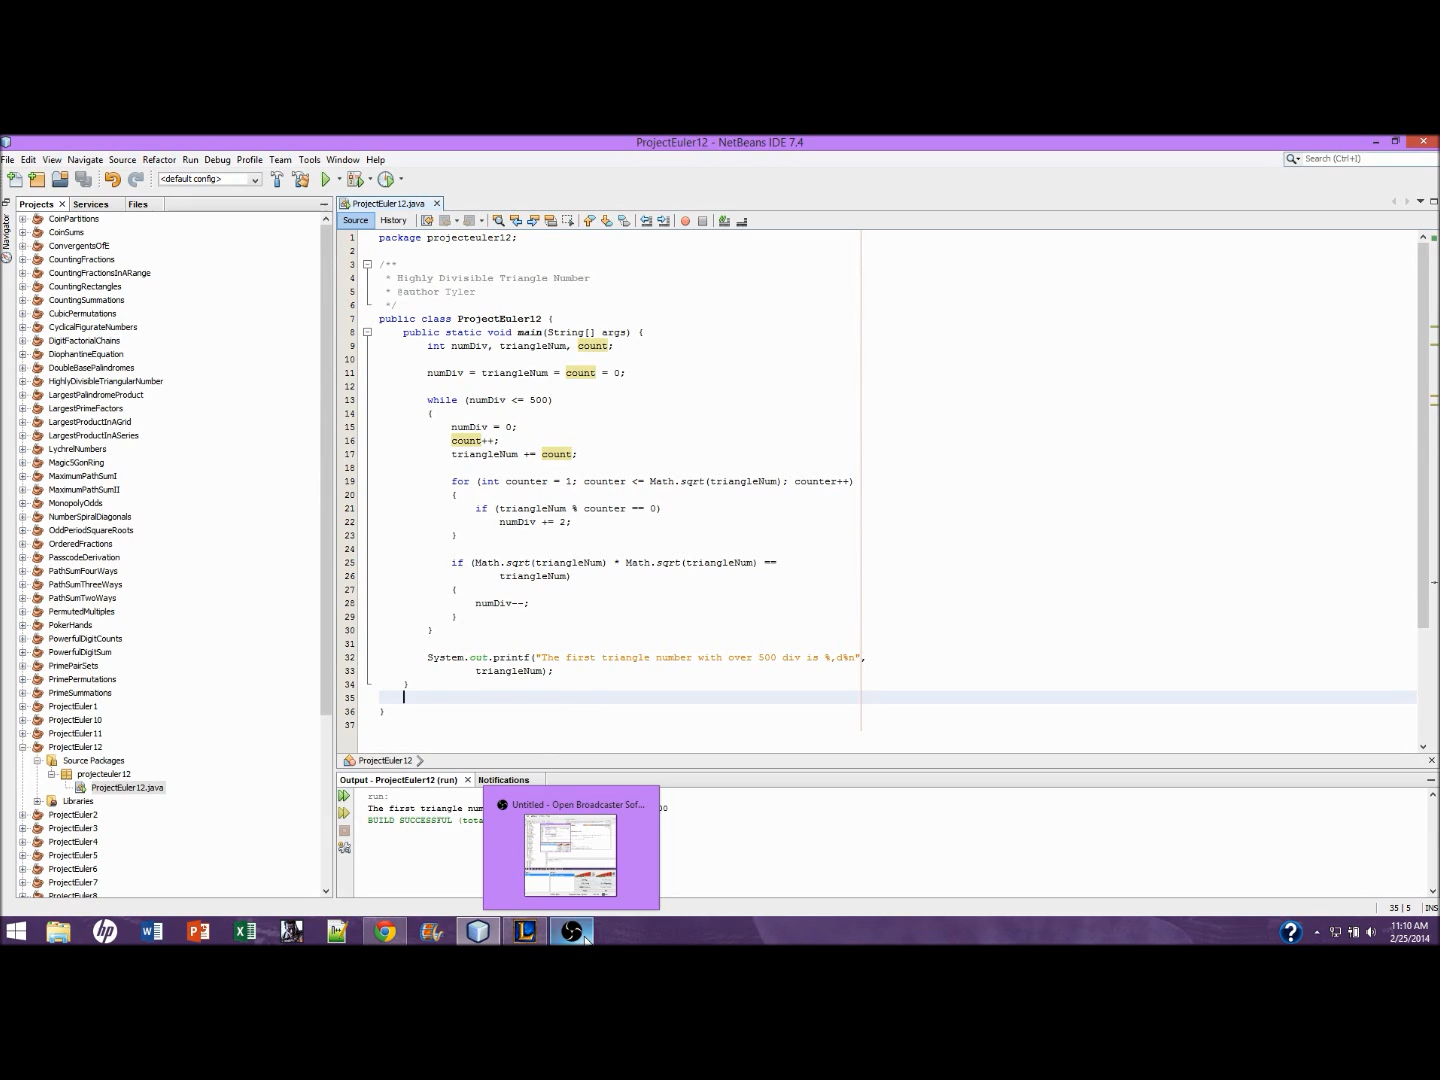 ProjectEuler12 - NetBeans IDE 7.4
File Edit View Navigate Source Refactor Run Debug Profile Team Tools Window Help
Search (Ctrl+I)
<default config>
Projects Services Files
ProjectEuler12.java
Navigator
Source History
CoinPartitions
CoinSums
ConvergentsOfE
CountingFractions
CountingFractionsInARange
CountingRectangles
CountingSummations
CubicPermutations
CyclicalFigurateNumbers
DigitFactorialChains
DiophantineEquation
DoubleBasePalindromes
HighlyDivisibleTriangularNumber
LargestPalindromeProduct
LargestPrimeFactors
LargestProductInAGrid
LargestProductInASeries
LychrelNumbers
Magic5GonRing
MaximumPathSumI
MaximumPathSumII
MonopolyOdds
NumberSpiralDiagonals
OddPeriodSquareRoots
OrderedFractions
PasscodeDerivation
PathSumFourWays
PathSumThreeWays
PathSumTwoWays
PermutedMultiples
PokerHands
PowerfulDigitCounts
PowerfulDigitSum
PrimePairSets
PrimePermutations
PrimeSummations
ProjectEuler1
ProjectEuler10
ProjectEuler11
ProjectEuler12
Source Packages
projecteuler12
ProjectEuler12.java
Libraries
ProjectEuler2
ProjectEuler3
ProjectEuler4
ProjectEuler5
ProjectEuler6
ProjectEuler7
ProjectEuler8
1 package projecteuler12;
2
3 /**
4 * Highly Divisible Triangle Number
5 * @author Tyler
6 */
7 public class ProjectEuler12 {
8 public static void main(String[] args) {
9 int numDiv, triangleNum, count;
10
11 numDiv = triangleNum = count = 0;
12
13 while (numDiv <= 500)
14 {
15 numDiv = 0;
16 count++;
17 triangleNum += count;
18
19 for (int counter = 1; counter <= Math.sqrt(triangleNum); counter++)
20 {
21 if (triangleNum % counter == 0)
22 numDiv += 2;
23 }
24
25 if (Math.sqrt(triangleNum) * Math.sqrt(triangleNum) ==
26 triangleNum)
27 {
28 numDiv--;
29 }
30 }
31
32 System.out.printf("The first triangle number with over 500 div is %,d%n",
33 triangleNum);
34 }
35
36 }
37
ProjectEuler12
Output - ProjectEuler12 (run) Notifications
run:
The first triangle num 00
BUILD SUCCESSFUL (tota
Untitled - Open Broadcaster Sof...
35 | 5 INS
11:10 AM
2/25/2014